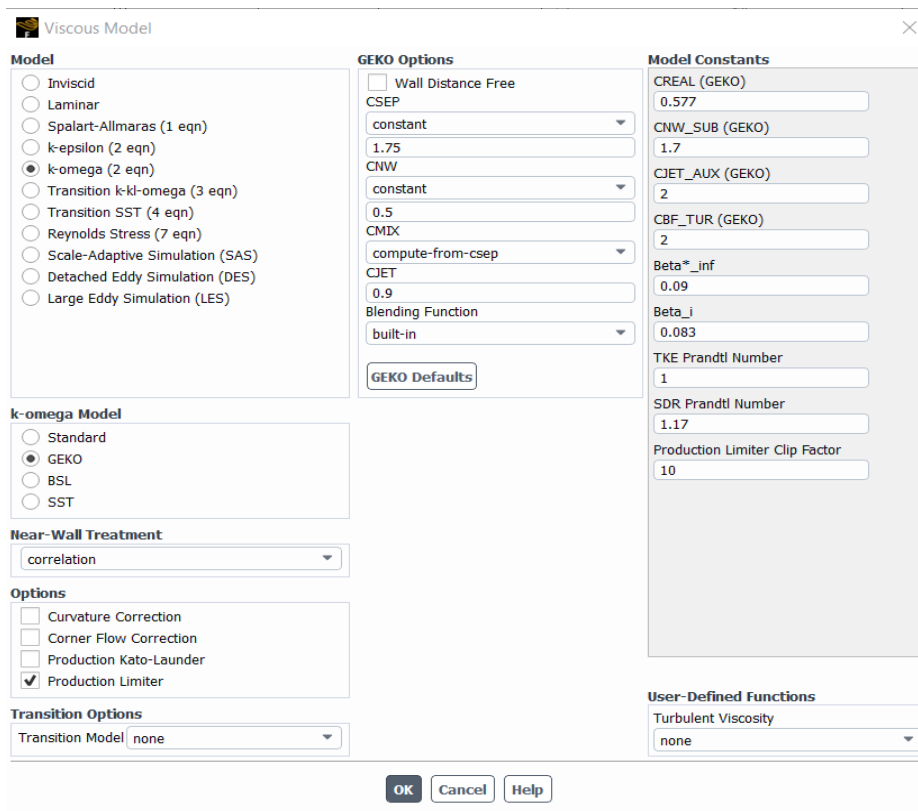 Viscous Model
Model
Inviscid
Laminar
Spalart-Allmaras (1 eqn)
k-epsilon (2 eqn)
k-omega (2 eqn)
Transition k-kl-omega (3 eqn)
Transition SST (4 eqn)
Reynolds Stress (7 eqn)
Scale-Adaptive Simulation (SAS)
Detached Eddy Simulation (DES)
Large Eddy Simulation (LES)
k-omega Model
Standard
GEKO
BSL
SST
Near-Wall Treatment
correlation
Options
Curvature Correction
Corner Flow Correction
Production Kato-Launder
Production Limiter
Transition Options
Transition Model none
GEKO Options
Wall Distance Free
CSEP
constant
1.75
CNW
constant
0.5
CMIX
compute-from-csep
CJET
0.9
Blending Function
built-in
GEKO Defaults
Model Constants
CREAL (GEKO)
0.577
CNW_SUB (GEKO)
1.7
CJET_AUX (GEKO)
2
CBF_TUR (GEKO)
2
Beta*_inf
0.09
Beta_i
0.083
TKE Prandtl Number
1
SDR Prandtl Number
1.17
Production Limiter Clip Factor
10
User-Defined Functions
Turbulent Viscosity
none
OK Cancel Help